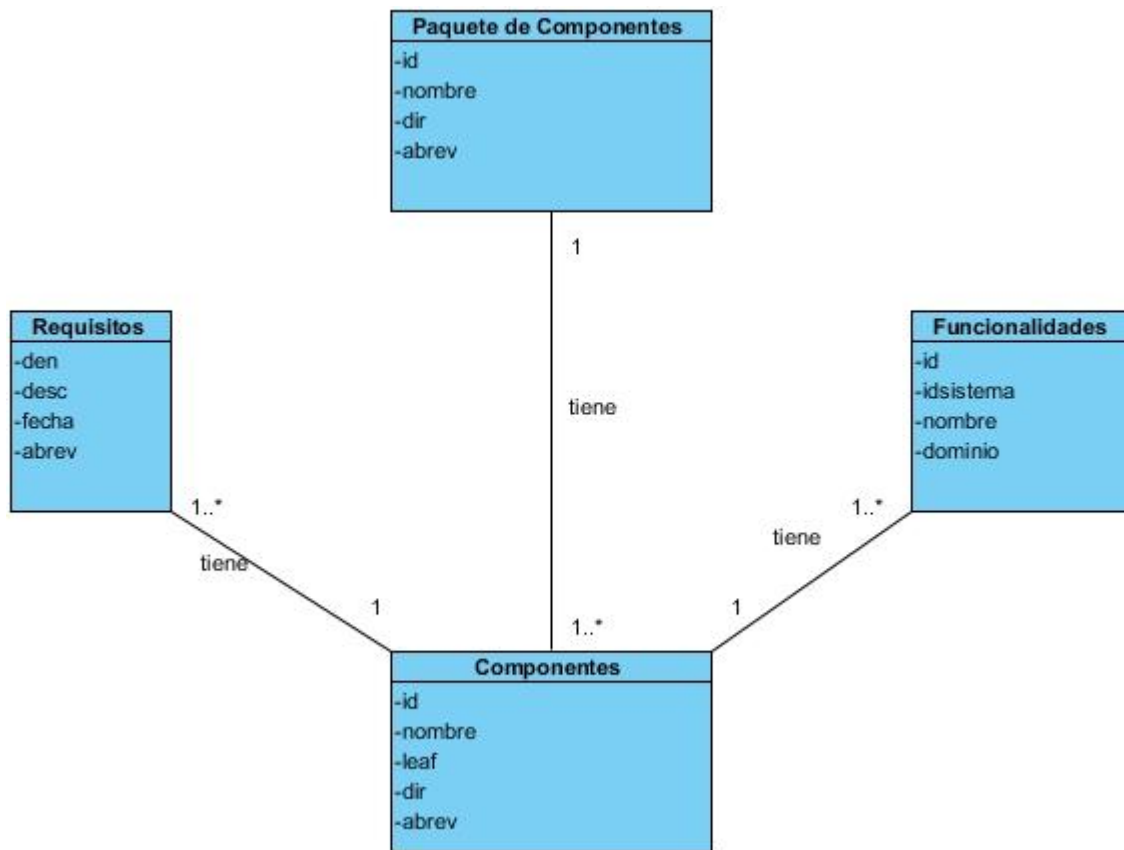 Paquete de Componentes
-id
-nombre
-dir
-abrev
1
tiene
1..*
Requisitos
-den
-desc
-fecha
-abrev
1..*
tiene
1
Funcionalidades
-id
-idsistema
-nombre
-dominio
1..*
tiene
1
Componentes
-id
-nombre
-leaf
-dir
-abrev